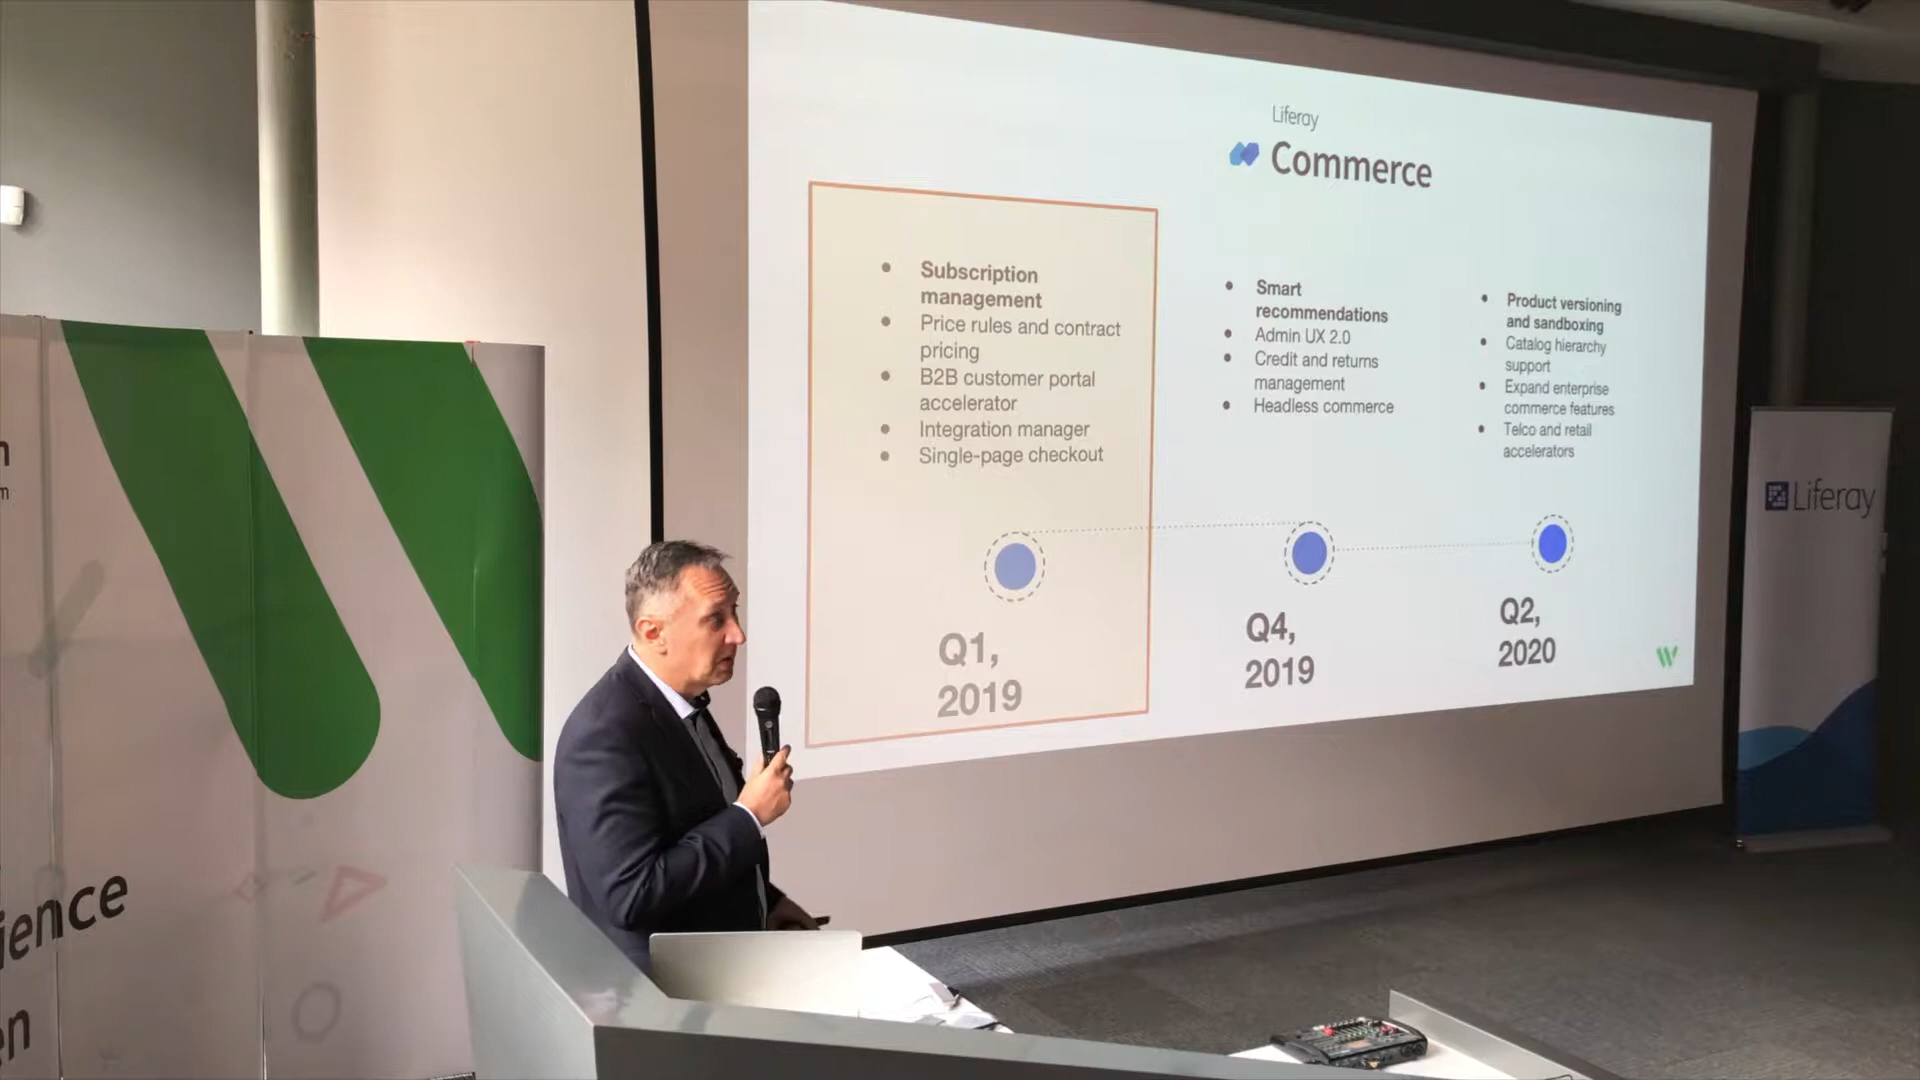 Liferay
Commerce
Subscription
management
Price rules and contract
pricing
B2B customer portal
accelerator
Integration manager
Single-page checkout
Q1,
2019
Smart
recommendations
Admin UX 2.0
Credit and returns
management
Headless commerce
Q4,
2019
Product versioning
and sandboxing
Catalog hierarchy
support
Expand enterprise
commerce features
Telco and retail
accelerators
Q2,
2020
Liferay
n
m
ience
en